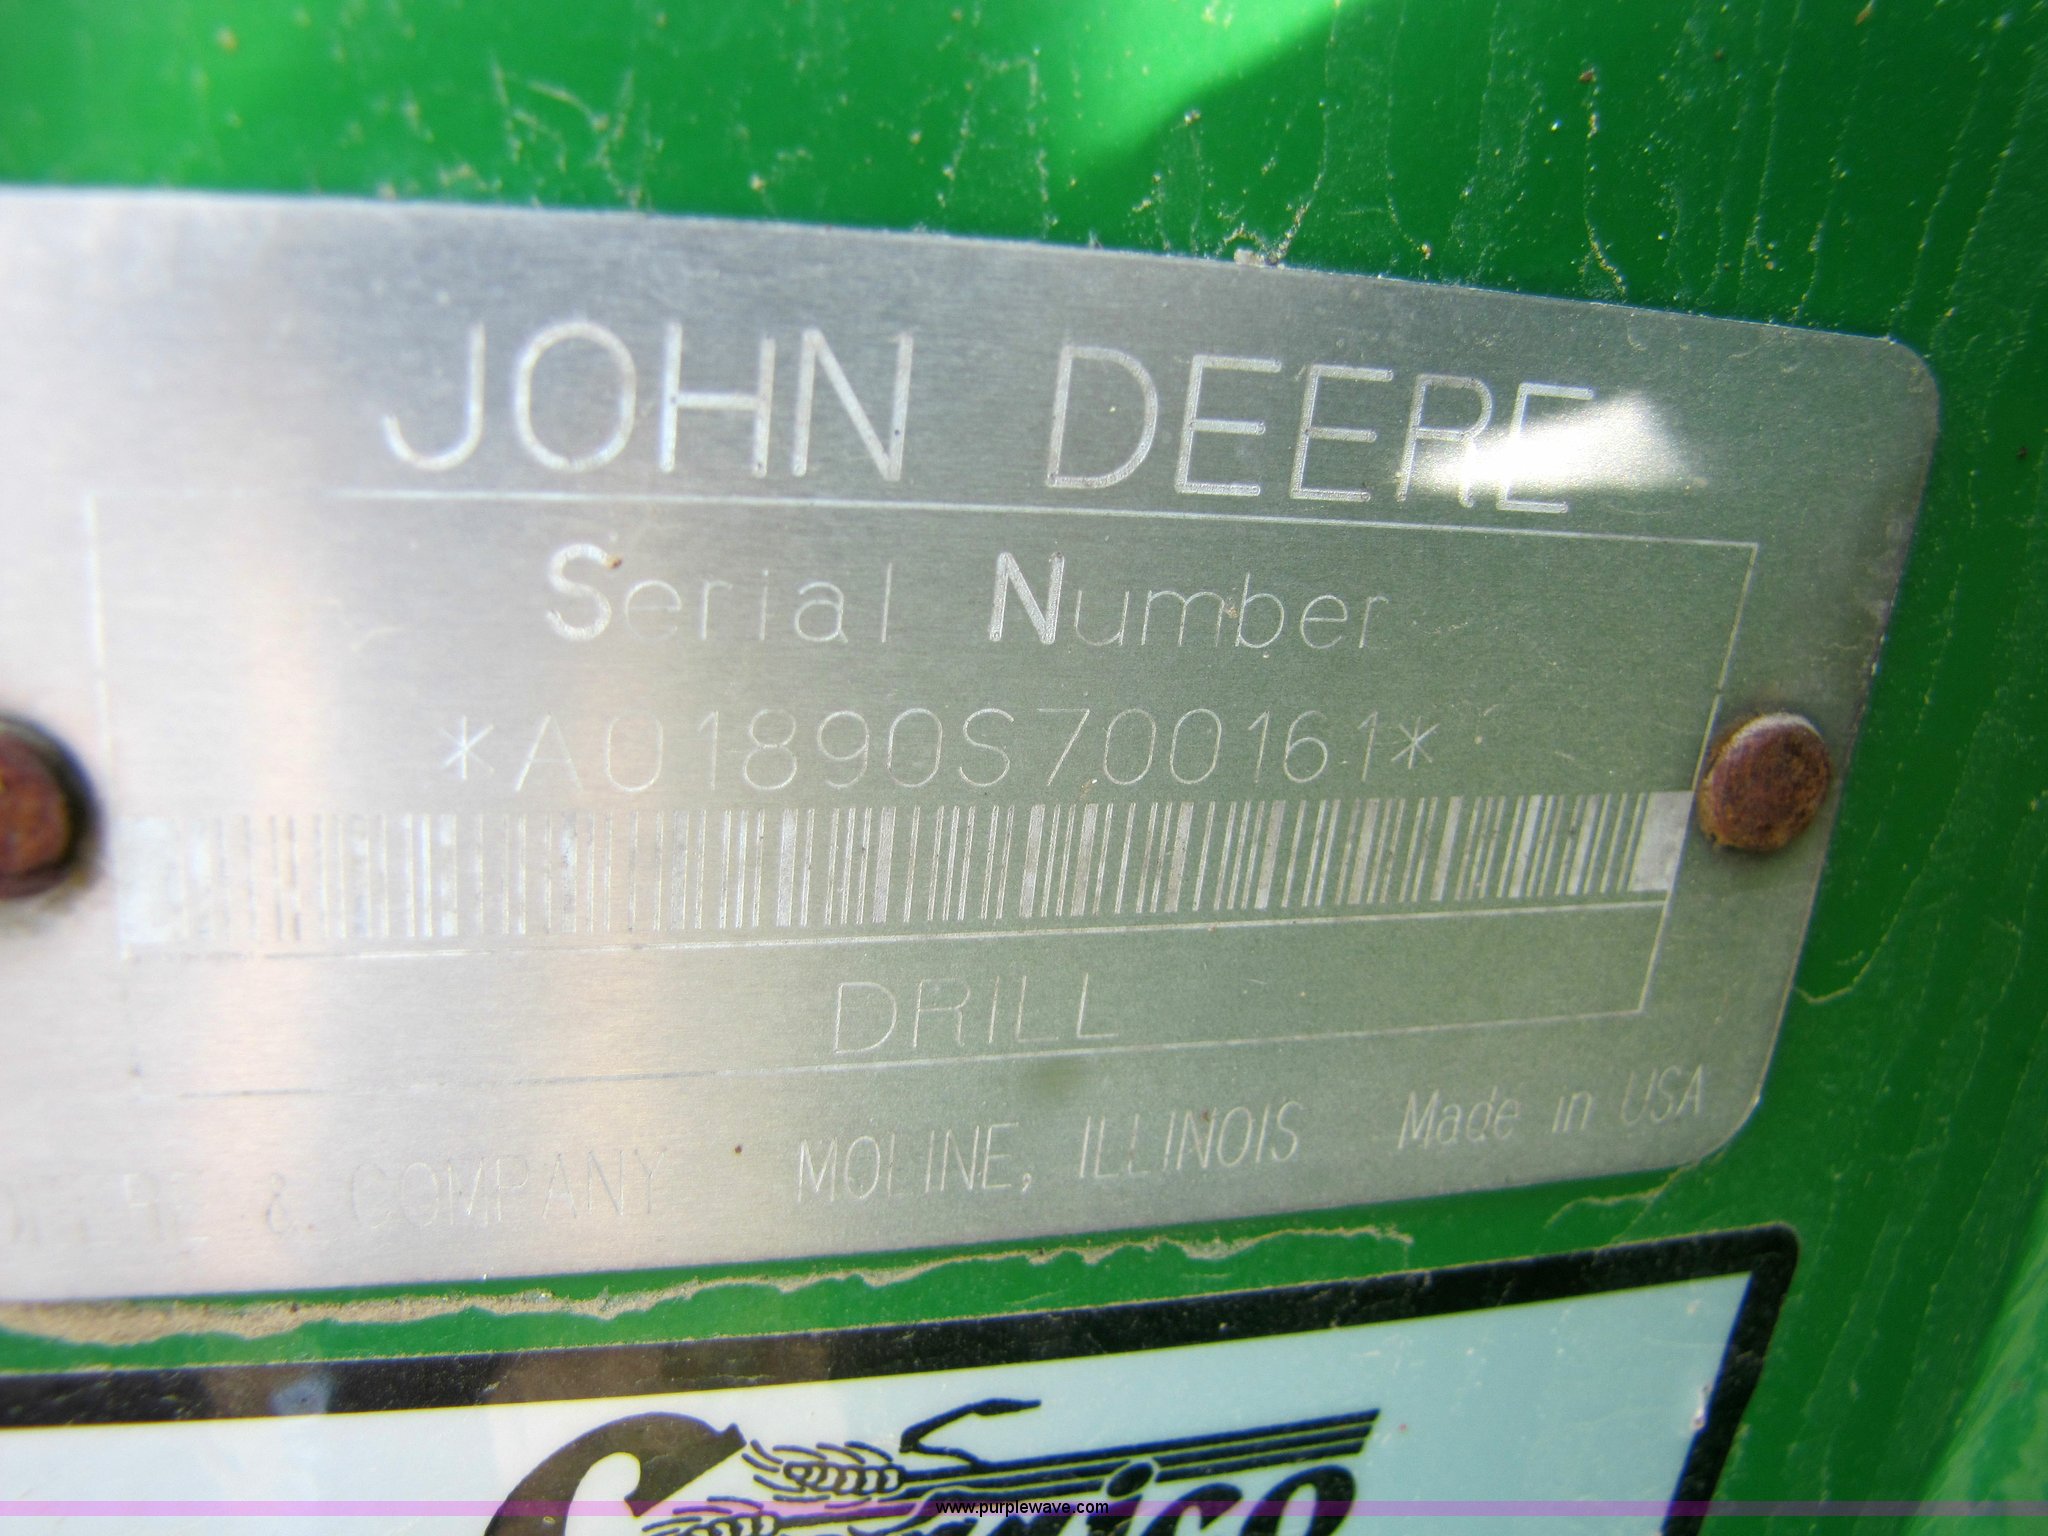 JOHN DEERE
Serial Number
*A01890S700161*
DRILL
& COMPANY MOLINE, ILLINOIS Made in USA
www.purplewave.com